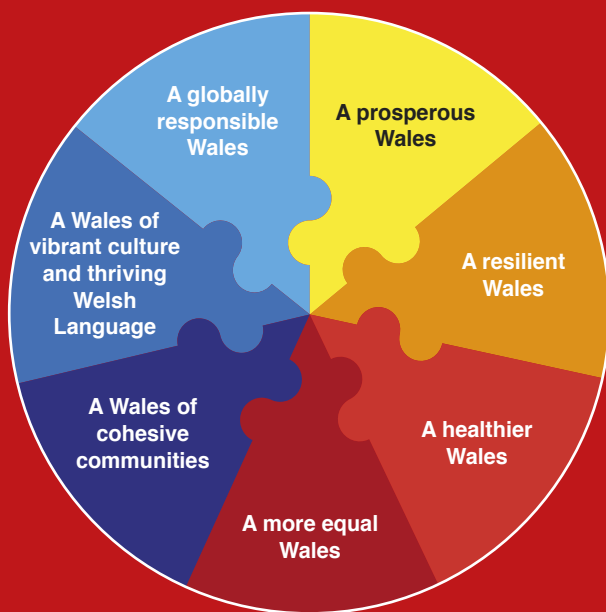 A prosperous
Wales
A resilient
Wales
A healthier
Wales
A more equal
Wales
A Wales of
cohesive
communities
A Wales of
vibrant culture
and thriving
Welsh
Language
A globally
responsible
Wales